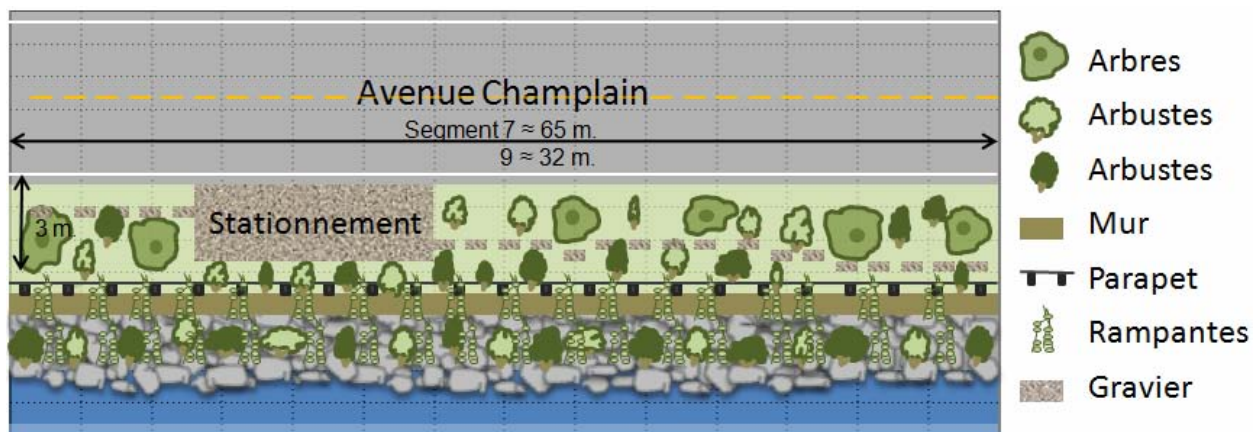 Avenue Champlain
Segment 7 ≈ 65 m.
9 ≈ 32 m.
3 m.
Stationnement
Arbres
Arbustes
Arbustes
Mur
Parapet
Rampantes
Gravier